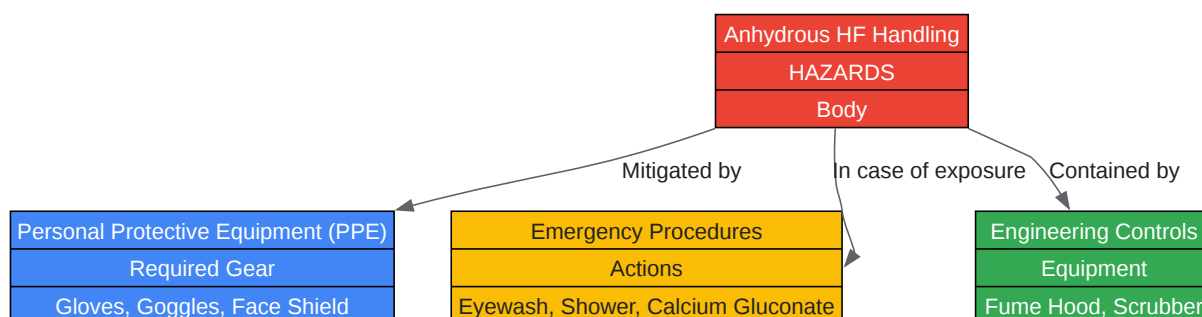 Anhydrous HF Handling
HAZARDS
Body
Mitigated by
In case of exposure
Contained by
Personal Protective Equipment (PPE)
Required Gear
Gloves, Goggles, Face Shield
Emergency Procedures
Actions
Eyewash, Shower, Calcium Gluconate
Engineering Controls
Equipment
Fume Hood, Scrubber